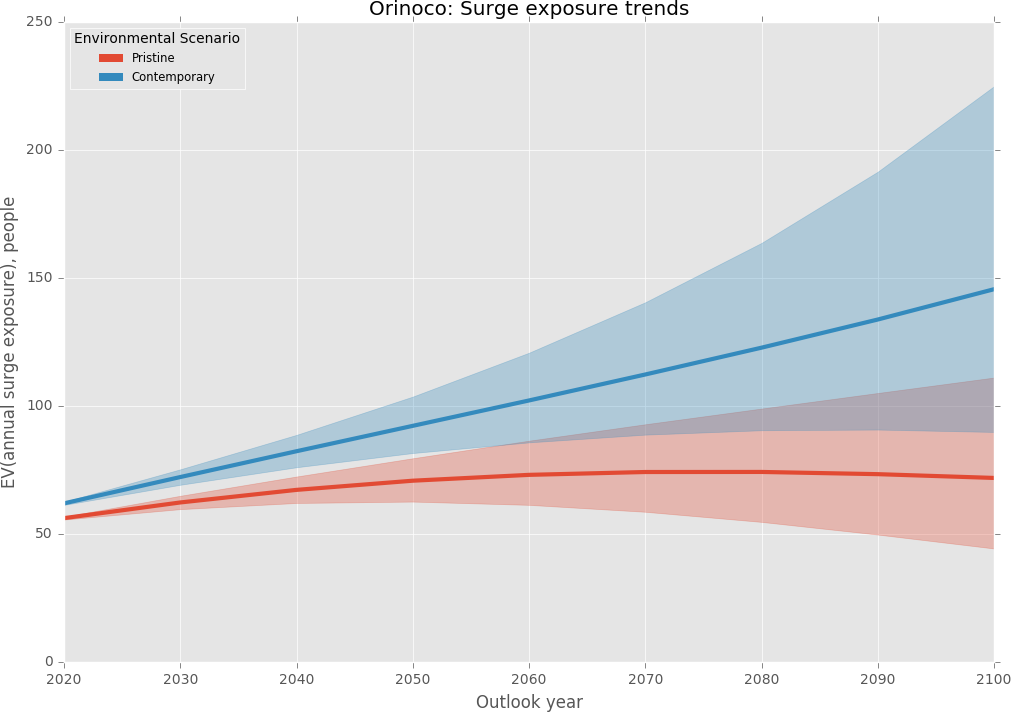 Orinoco: Surge exposure trends
Environmental Scenario
Pristine
Contemporary
EV(annual surge exposure), people
250
200
150
100
50
0
2020 2030 2040 2050 2060 2070 2080 2090 2100
Outlook year